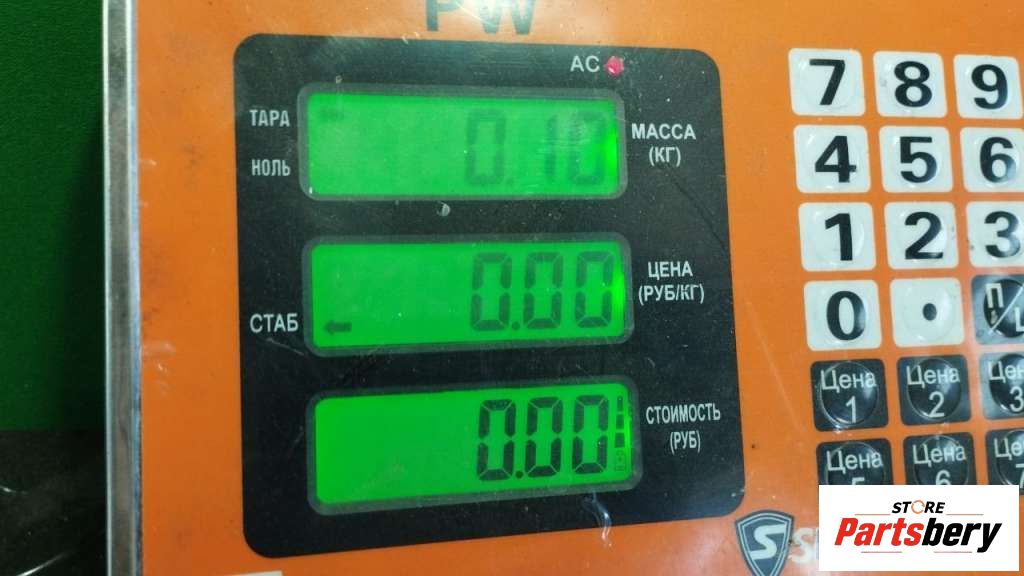 PW
AC
ТАРА
НОЛЬ
0.10
МАССА
(КГ)
СТАБ
0.00
ЦЕНА
(РУБ/КГ)
0.00
СТОИМОСТЬ
(РУБ)
7 8 9
4 5 6
1 2 3
0 .
Цена 1
Цена 2
Цена
STORE
Partsbery